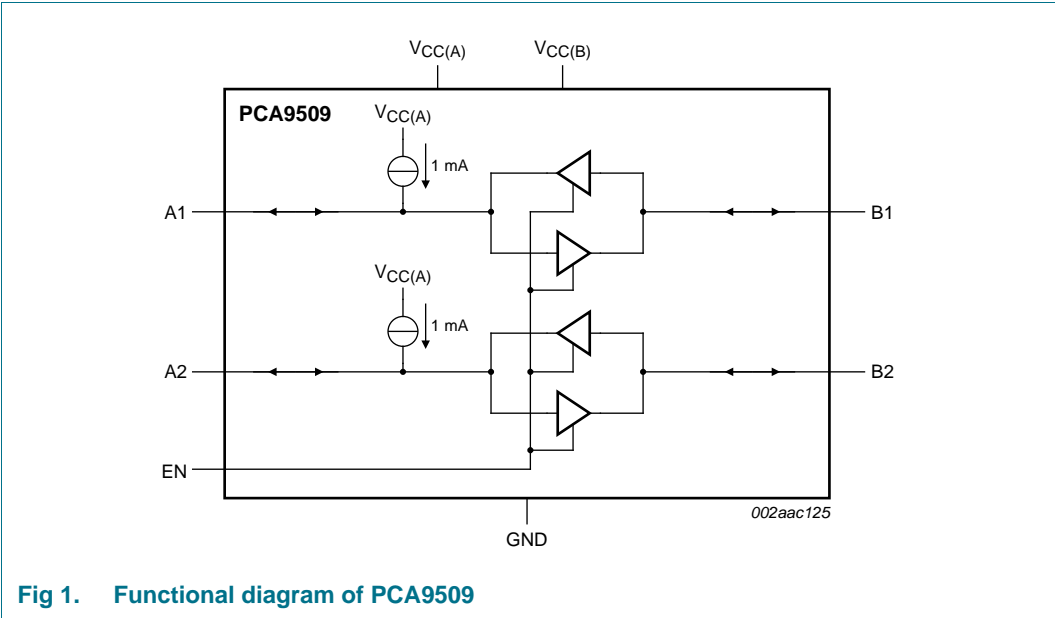 VCC(A) VCC(B)
PCA9509
VCC(A)
1 mA
A1
B1
VCC(A)
1 mA
A2
B2
EN
002aac125
GND
Fig 1. Functional diagram of PCA9509